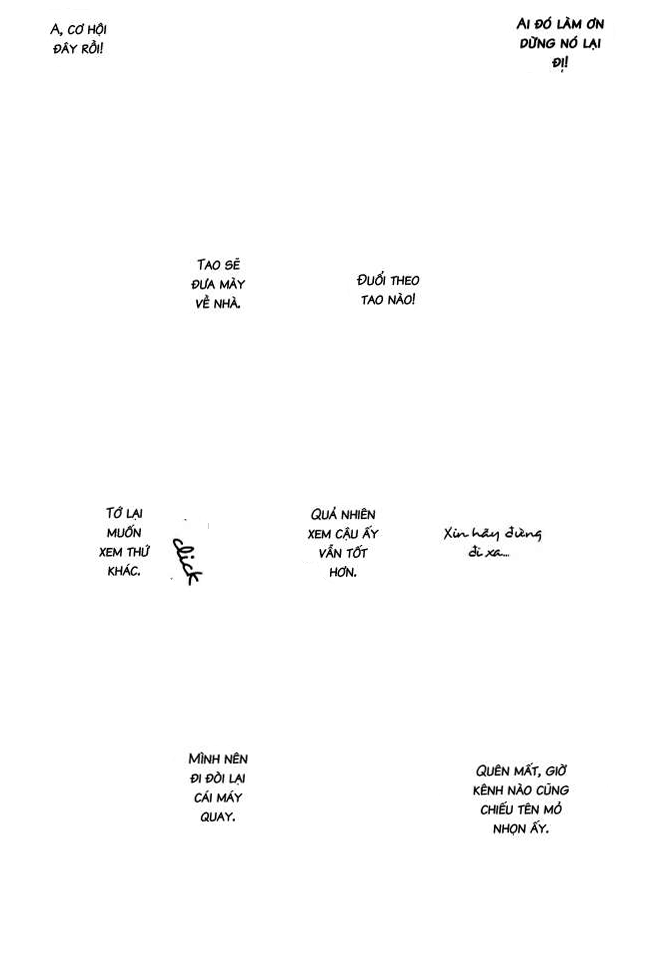 A, CƠ HỘI
ĐÂY RỒI!
AI ĐÓ LÀM ƠN
DỪNG NÓ LẠI
ĐỊ!
TAO SẼ
ĐƯA MÀY
VỀ NHÀ.
ĐUỔI THEO
TAO NÀO!
TỚ LẠI
MUỐN
XEM THỨ
KHÁC.
click
QUẢ NHIÊN
XEM CẬU ẤY
VẪN TỐT
HƠN.
Xin hãy đừng
đi xa...
MÌNH NÊN
ĐI ĐÒI LẠI
CÁI MÁY
QUAY.
QUÊN MẤT, GIỜ
KÊNH NÀO CŨNG
CHIẾU TÊN MỎ
NHỌN ẤY.